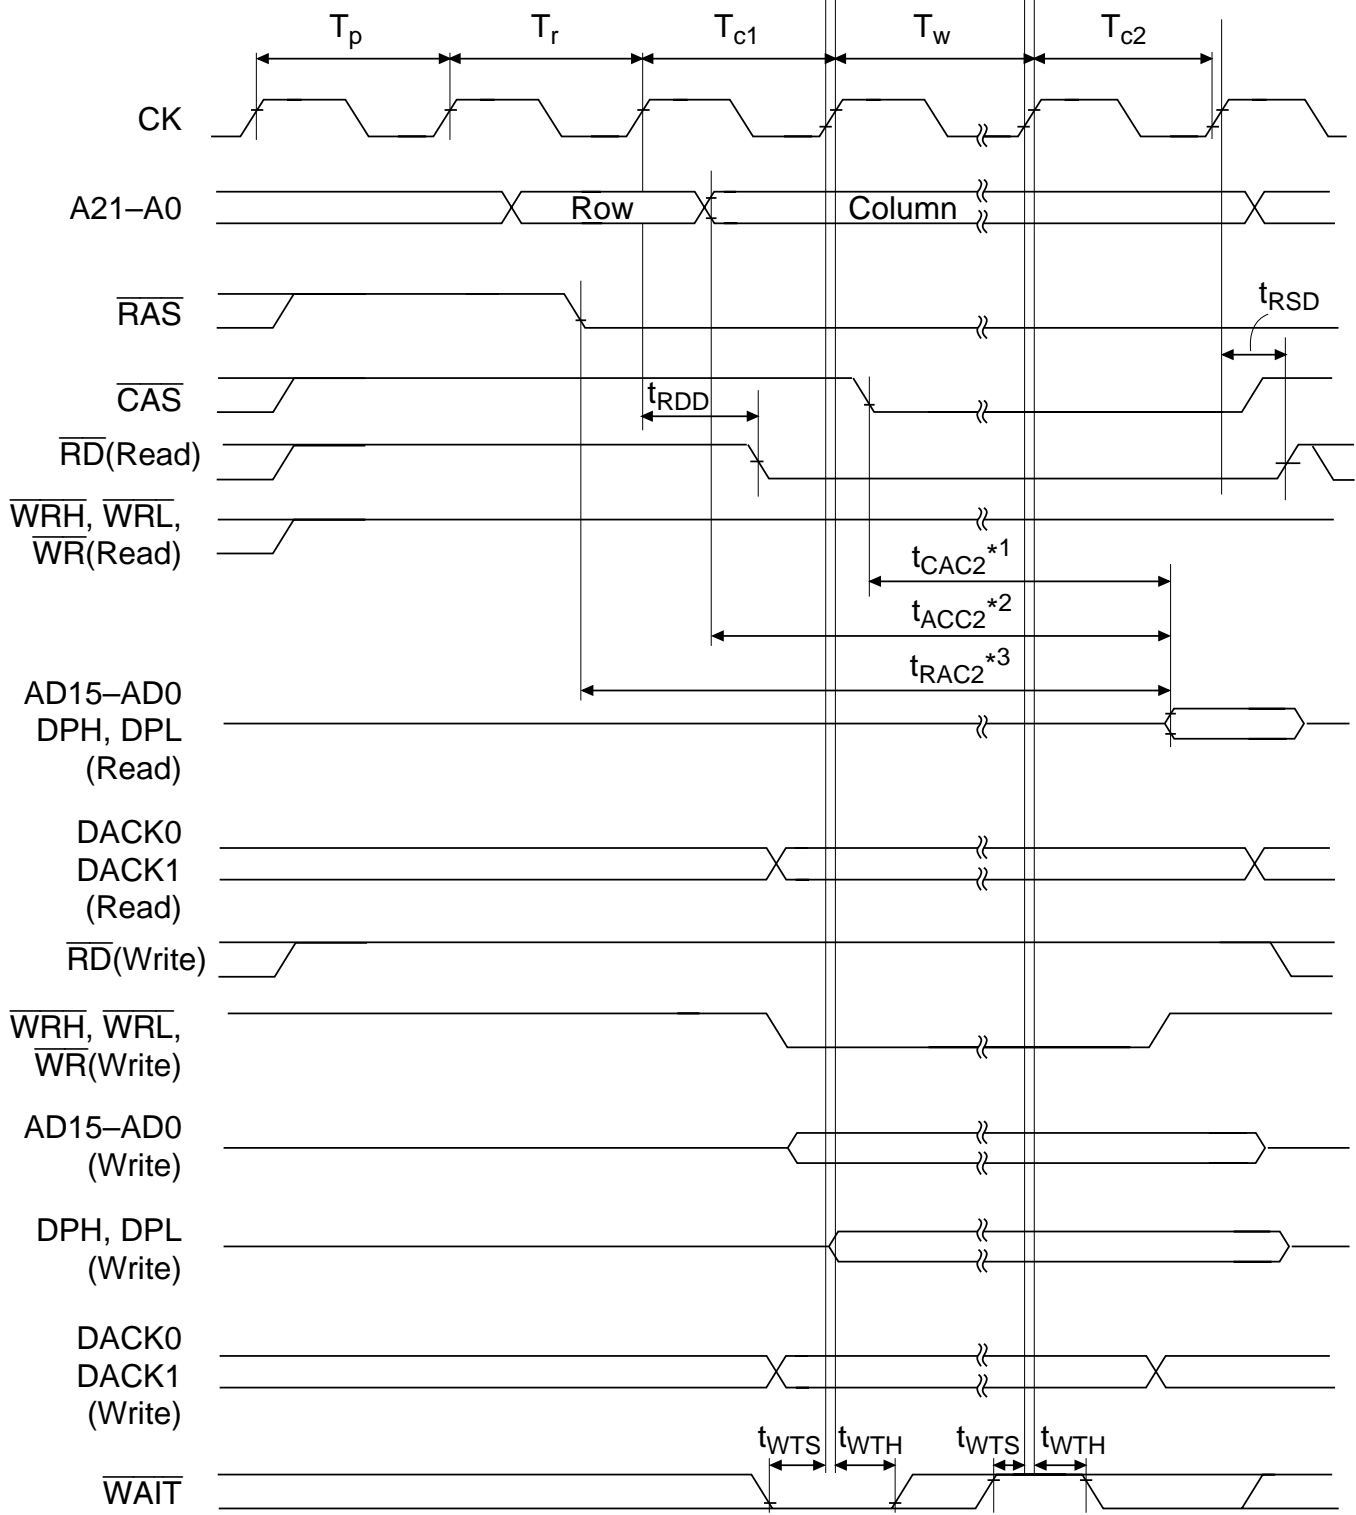 Tp Tr Tc1 Tw Tc2
CK
A21–A0 Row Column
RAS
tRSD
CAS
tRDD
RD(Read)
WRH, WRL,
WR(Read)
tCAC2*1
tACC2*2
tRAC2*3
AD15–AD0
DPH, DPL
(Read)
DACK0
DACK1
(Read)
RD(Write)
WRH, WRL,
WR(Write)
AD15–AD0
(Write)
DPH, DPL
(Write)
DACK0
DACK1
(Write)
tWTS tWTH tWTS tWTH
WAIT